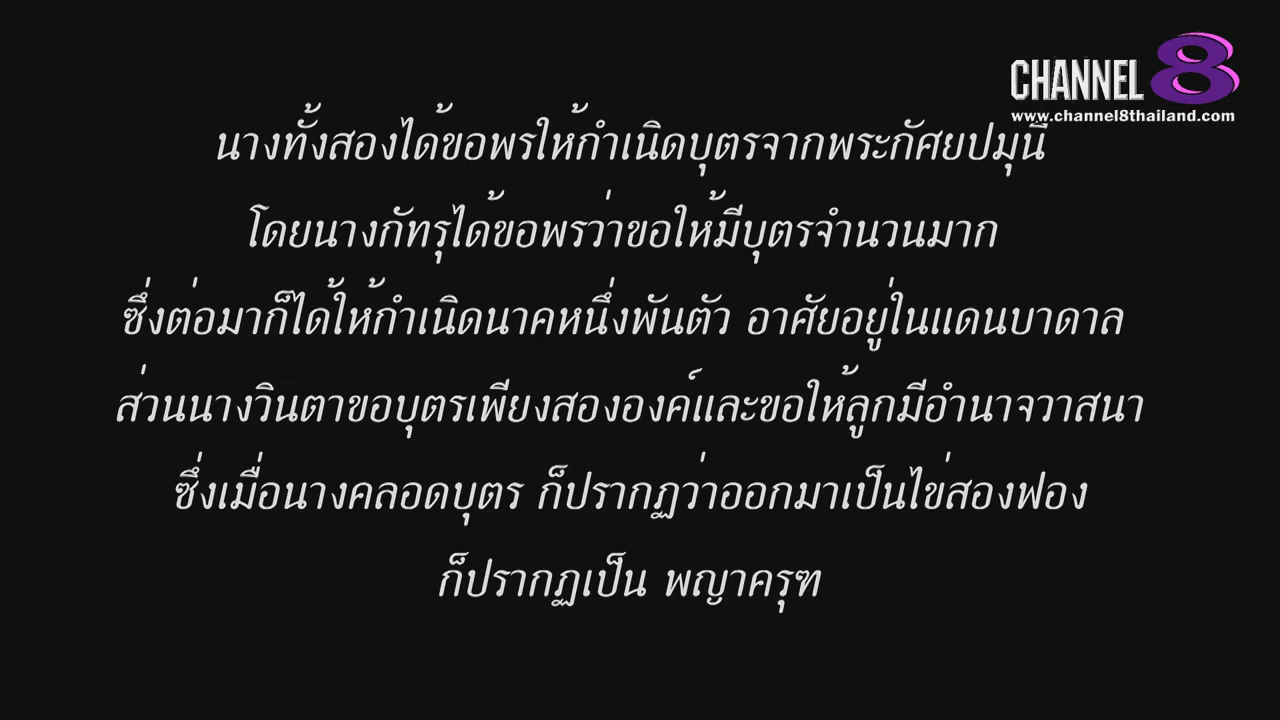 CHANNEL 8
www.channel8thailand.com
นางทั้งสองได้ขอพรให้กำเนิดบุตรจากพระกัศยปมุนี
โดยนางกัทรุได้ขอพรว่าขอให้มีบุตรจำนวนมาก
ซึ่งต่อมาก็ได้ให้กำเนิดนาคหนึ่งพันตัว อาศัยอยู่ในแดนบาดาล
ส่วนนางวินตาขอบุตรเพียงสององค์และขอให้ลูกมีอำนาจวาสนา
ซึ่งเมื่อนางคลอดบุตร ก็ปรากฏว่าออกมาเป็นไข่สองฟอง
ก็ปรากฏเป็น พญาครุฑ